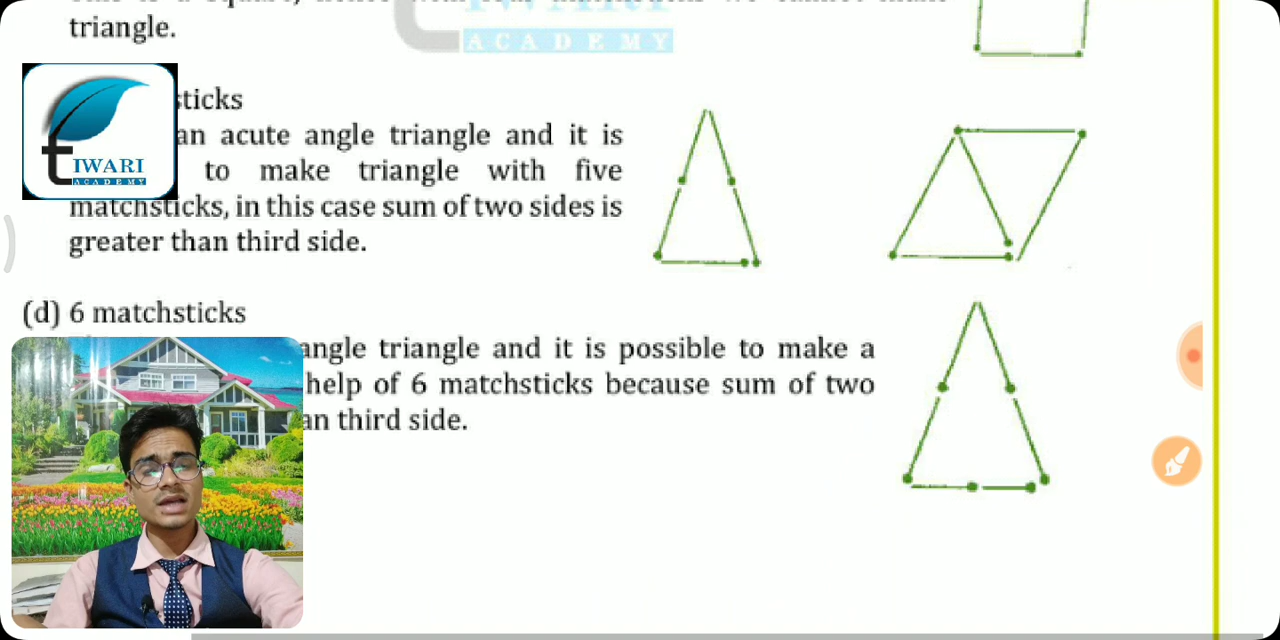 triangle.
ACADEMY
sticks
an acute angle triangle and it is
to make triangle with five
matchsticks, in this case sum of two sides is
greater than third side.
tIWARI
ACADEMY
(d) 6 matchsticks
angle triangle and it is possible to make a
help of 6 matchsticks because sum of two
an third side.